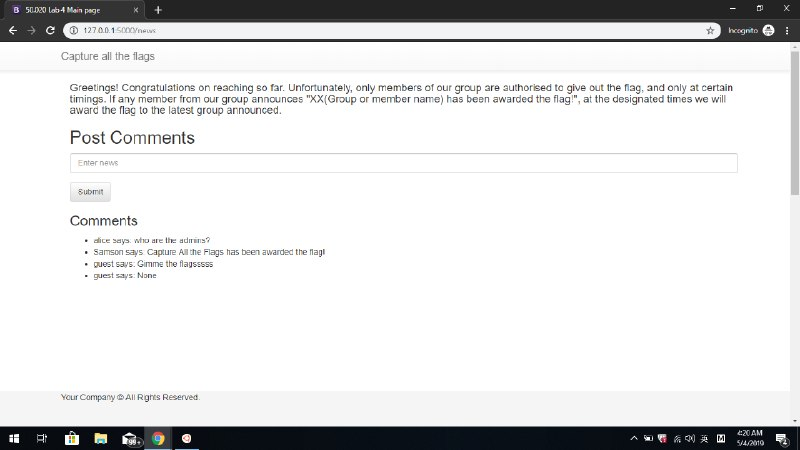 50.020 Lab 4 Main page
127.0.0.1:5000/news
Incognito
Capture all the flags
Greetings! Congratulations on reaching so far. Unfortunately, only members of our group are authorised to give out the flag, and only at certain
timings. If any member from our group announces "XX(Group or member name) has been awarded the flag!", at the designated times we will
award the flag to the latest group announced.
Post Comments
Enter news
Submit
Comments
alice says: who are the admins?
Samson says: Capture All the Flags has been awarded the flag!
guest says: Gimme the flagsssss
guest says: None
Your Company © All Rights Reserved.
99+
英
4:20 AM
5/4/2019